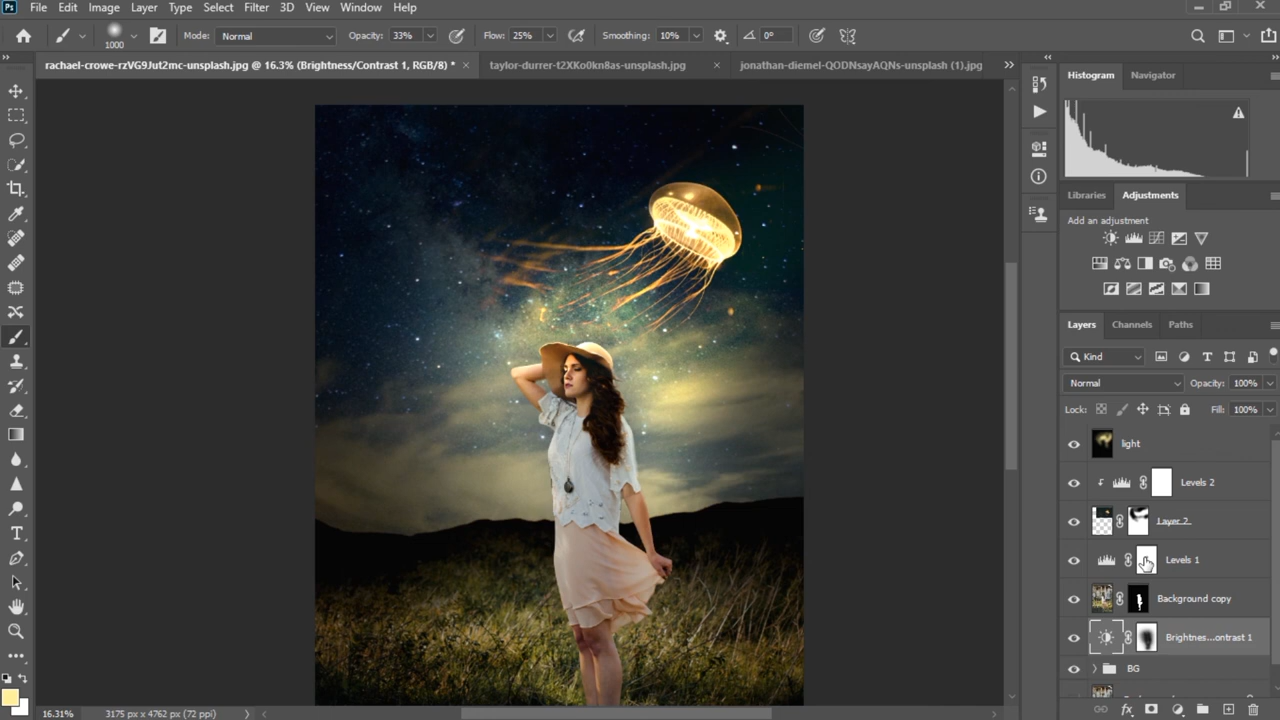 Ps File Edit Image Layer Type Select Filter 3D View Window Help
1000 Mode: Normal Opacity: 33% Flow: 25% Smoothing: 10% 0°
rachael-crowe-rzVG9Jut2mc-unsplash.jpg @ 16.3% (Brightness/Contrast 1, RGB/8) * × taylor-durrer-t2XKo0kn8as-unsplash.jpg × jonathan-diemel-QODNsayAQNs-unsplash (1).jpg
Histogram Navigator
Libraries Adjustments
Add an adjustment
Layers Channels Paths
Kind
Normal Opacity: 100%
Lock: Fill: 100%
light
Levels 2
Layer 2
Levels 1
Background copy
Brightnes...ontrast 1
BG
16.31% 3175 px x 4762 px (72 ppi)